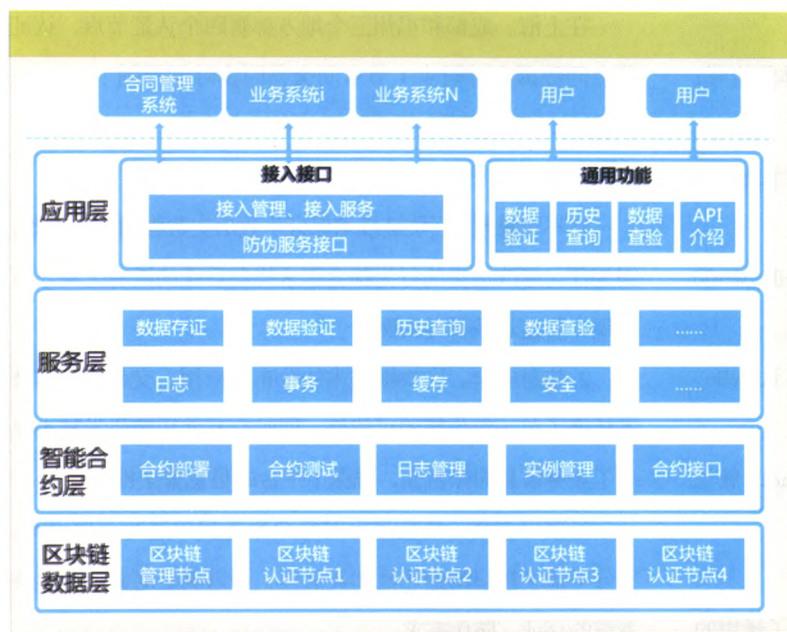 合同管理
系统
业务系统i
业务系统N
用户
用户
应用层
接入接口
接入管理、接入服务
防伪服务接口
通用功能
数据
验证
历史
查询
数据
查验
API
介绍
服务层
数据存证
数据验证
历史查询
数据查验
……
日志
事务
缓存
安全
……
智能合
约层
合约部署
合约测试
日志管理
实例管理
合约接口
区块链
数据层
区块链
管理节点
区块链
认证节点1
区块链
认证节点2
区块链
认证节点3
区块链
认证节点4